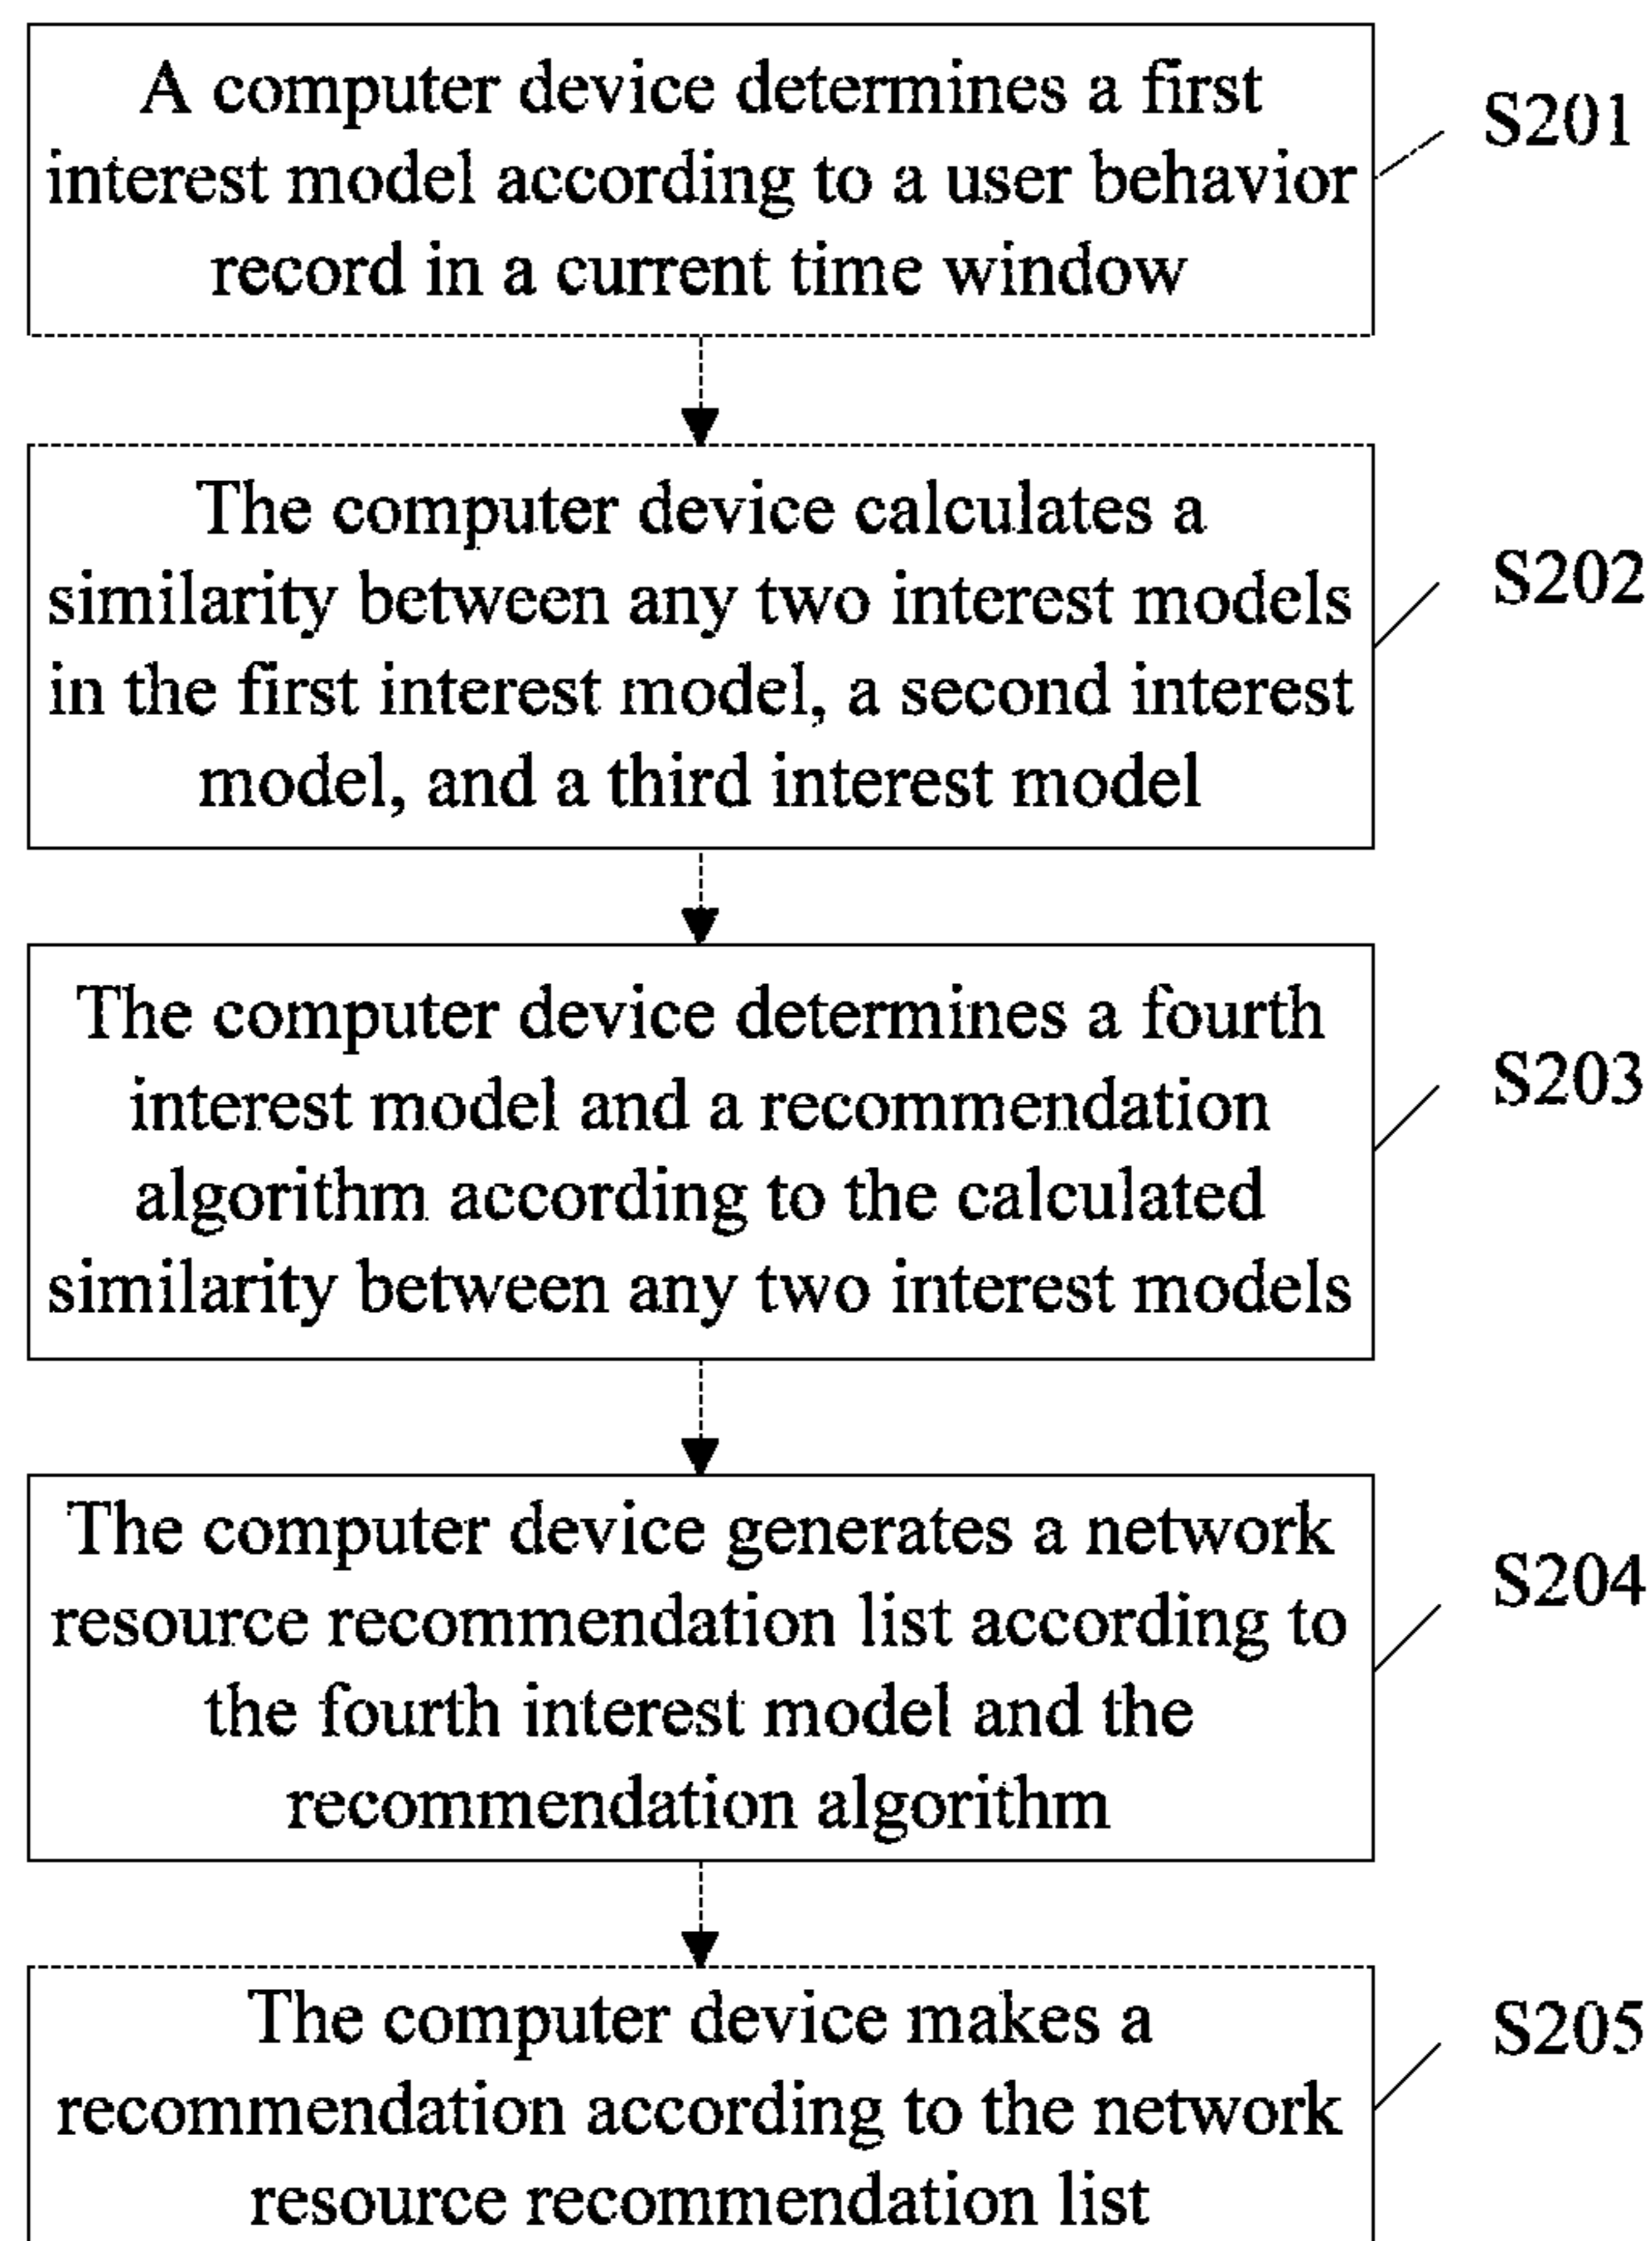 A computer device determines a first
interest model according to a user behavior
record in a current time window
S201
The computer device calculates a
similarity between any two interest models
in the first interest model, a second interest
model, and a third interest model
S202
The computer device determines a fourth
interest model and a recommendation
algorithm according to the calculated
similarity between any two interest models
S203
The computer device generates a network
resource recommendation list according to
the fourth interest model and the
recommendation algorithm
S204
The computer device makes a
recommendation according to the network
resource recommendation list
S205